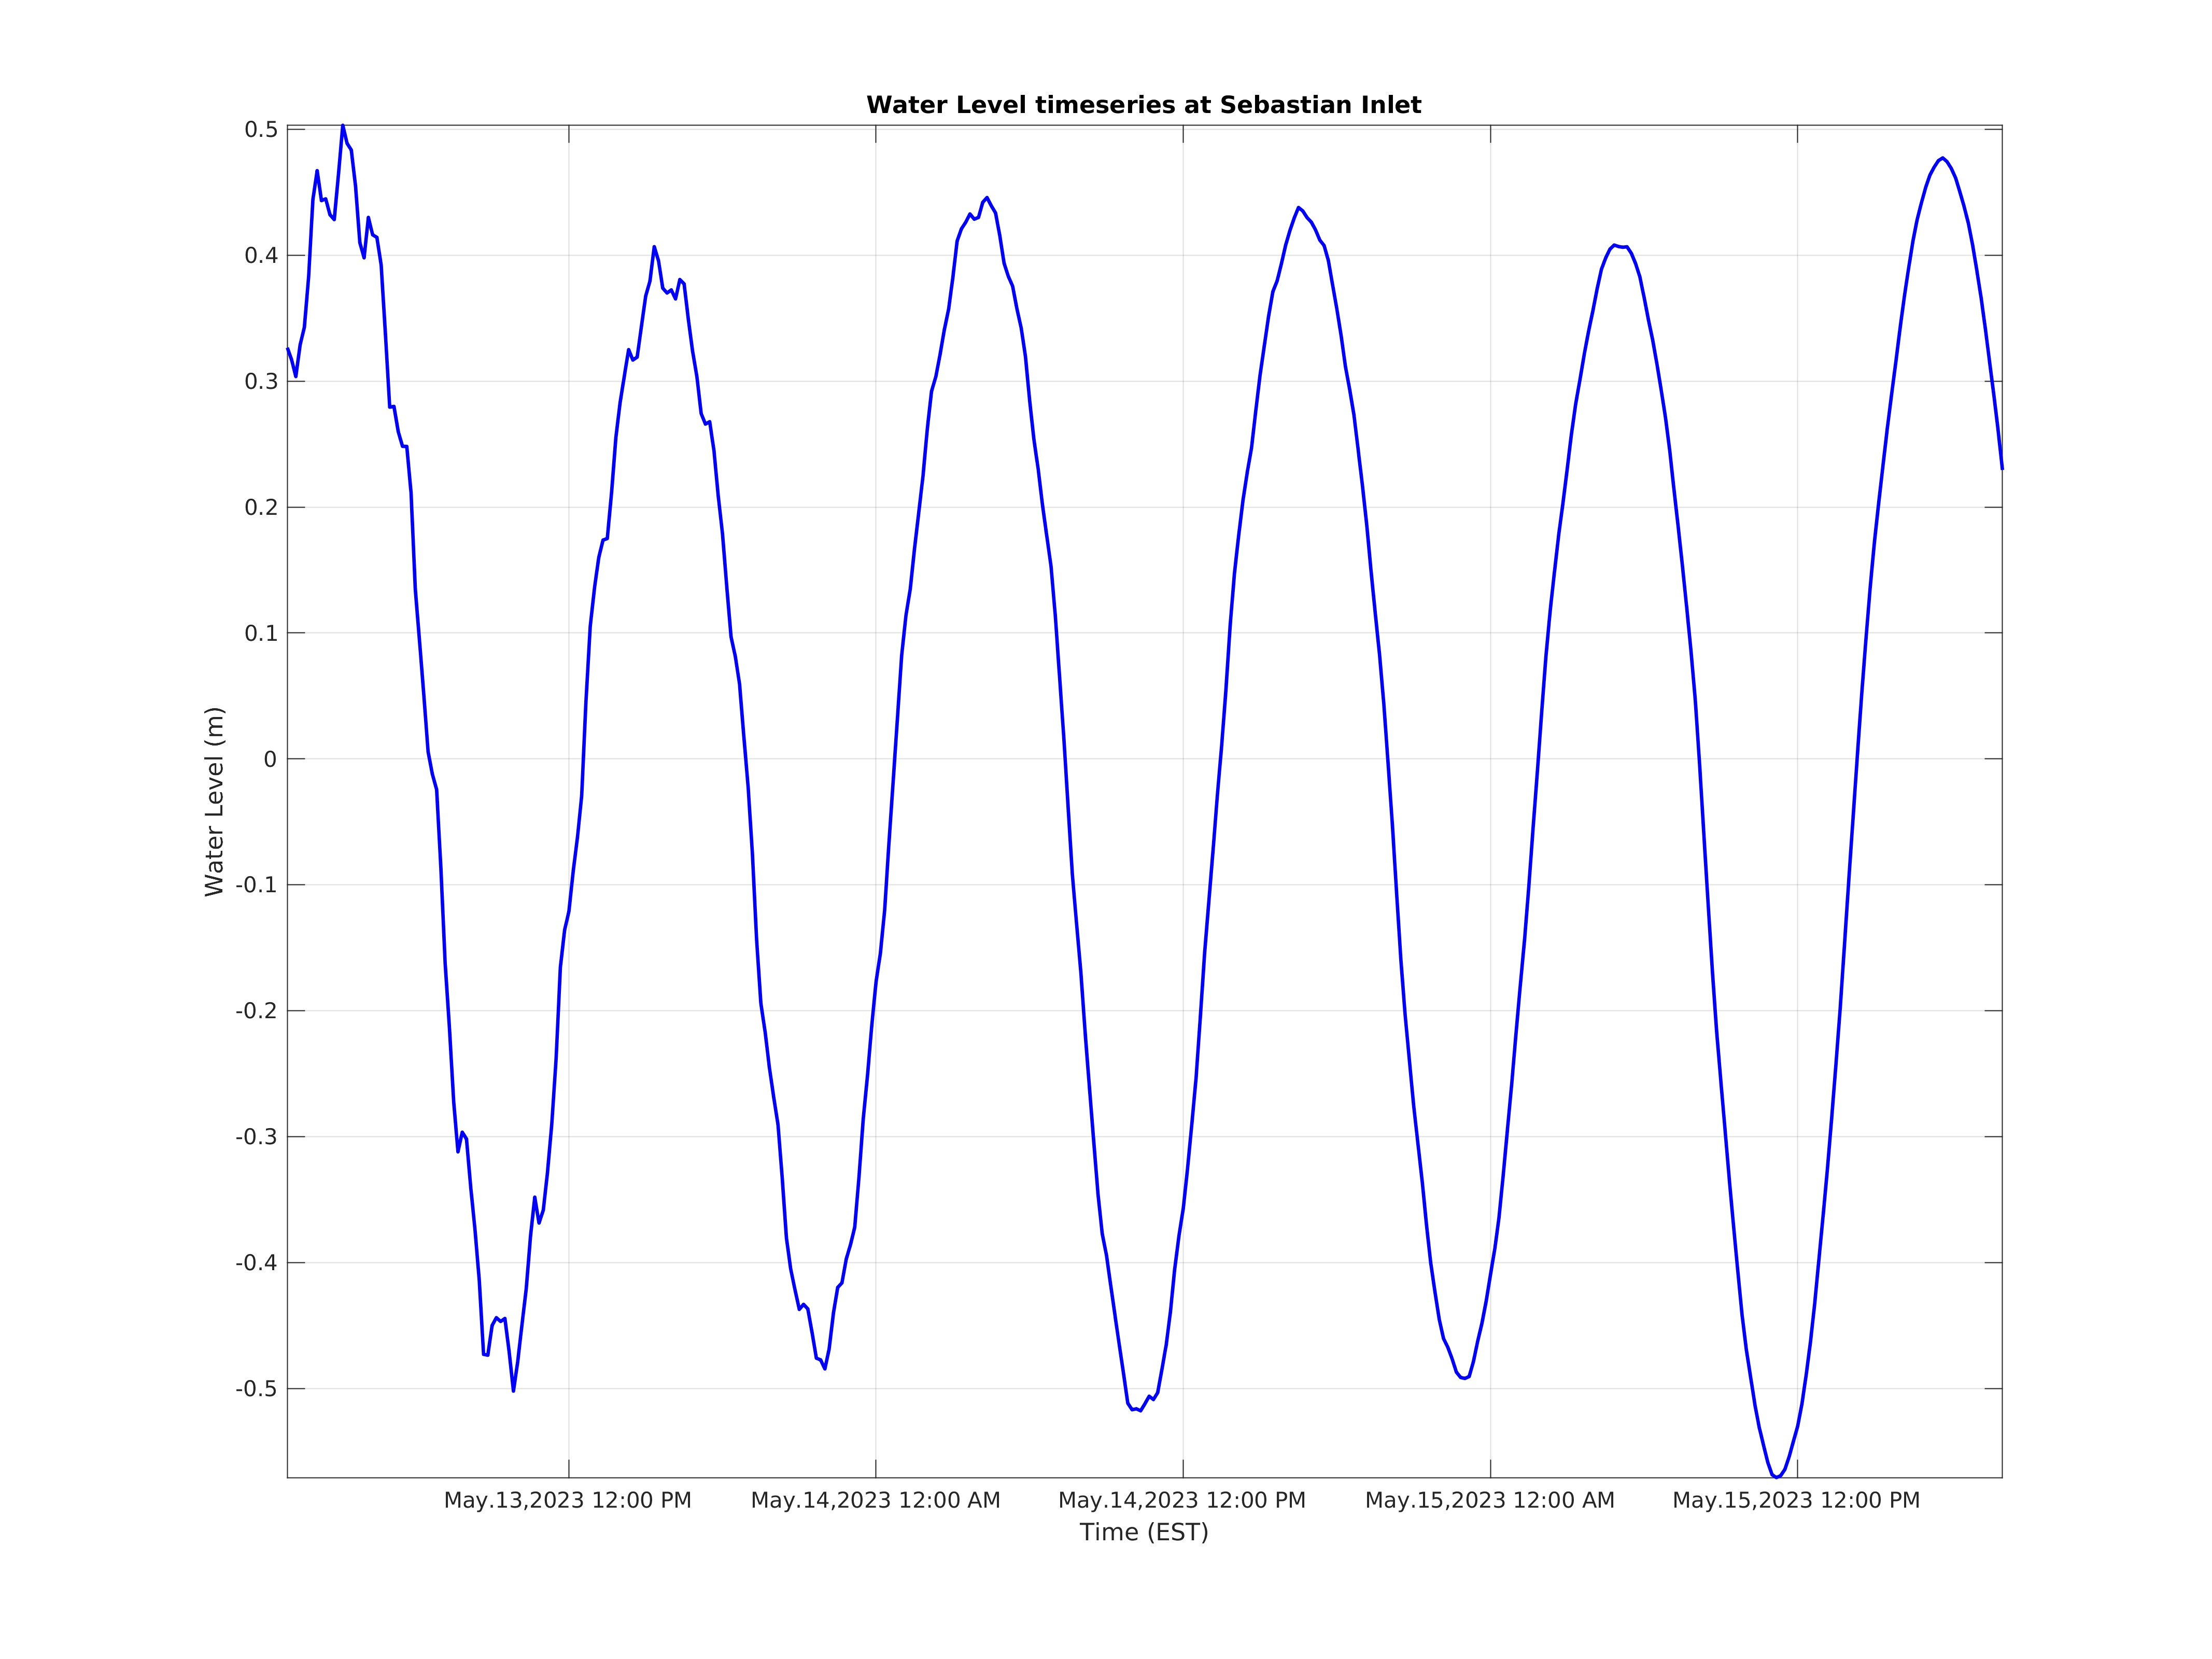 Water Level timeseries at Sebastian Inlet
0.5
0.4
0.3
0.2
0.1
0
-0.1
-0.2
-0.3
-0.4
-0.5
Water Level (m)
May.13,2023 12:00 PM May.14,2023 12:00 AM May.14,2023 12:00 PM May.15,2023 12:00 AM May.15,2023 12:00 PM
Time (EST)